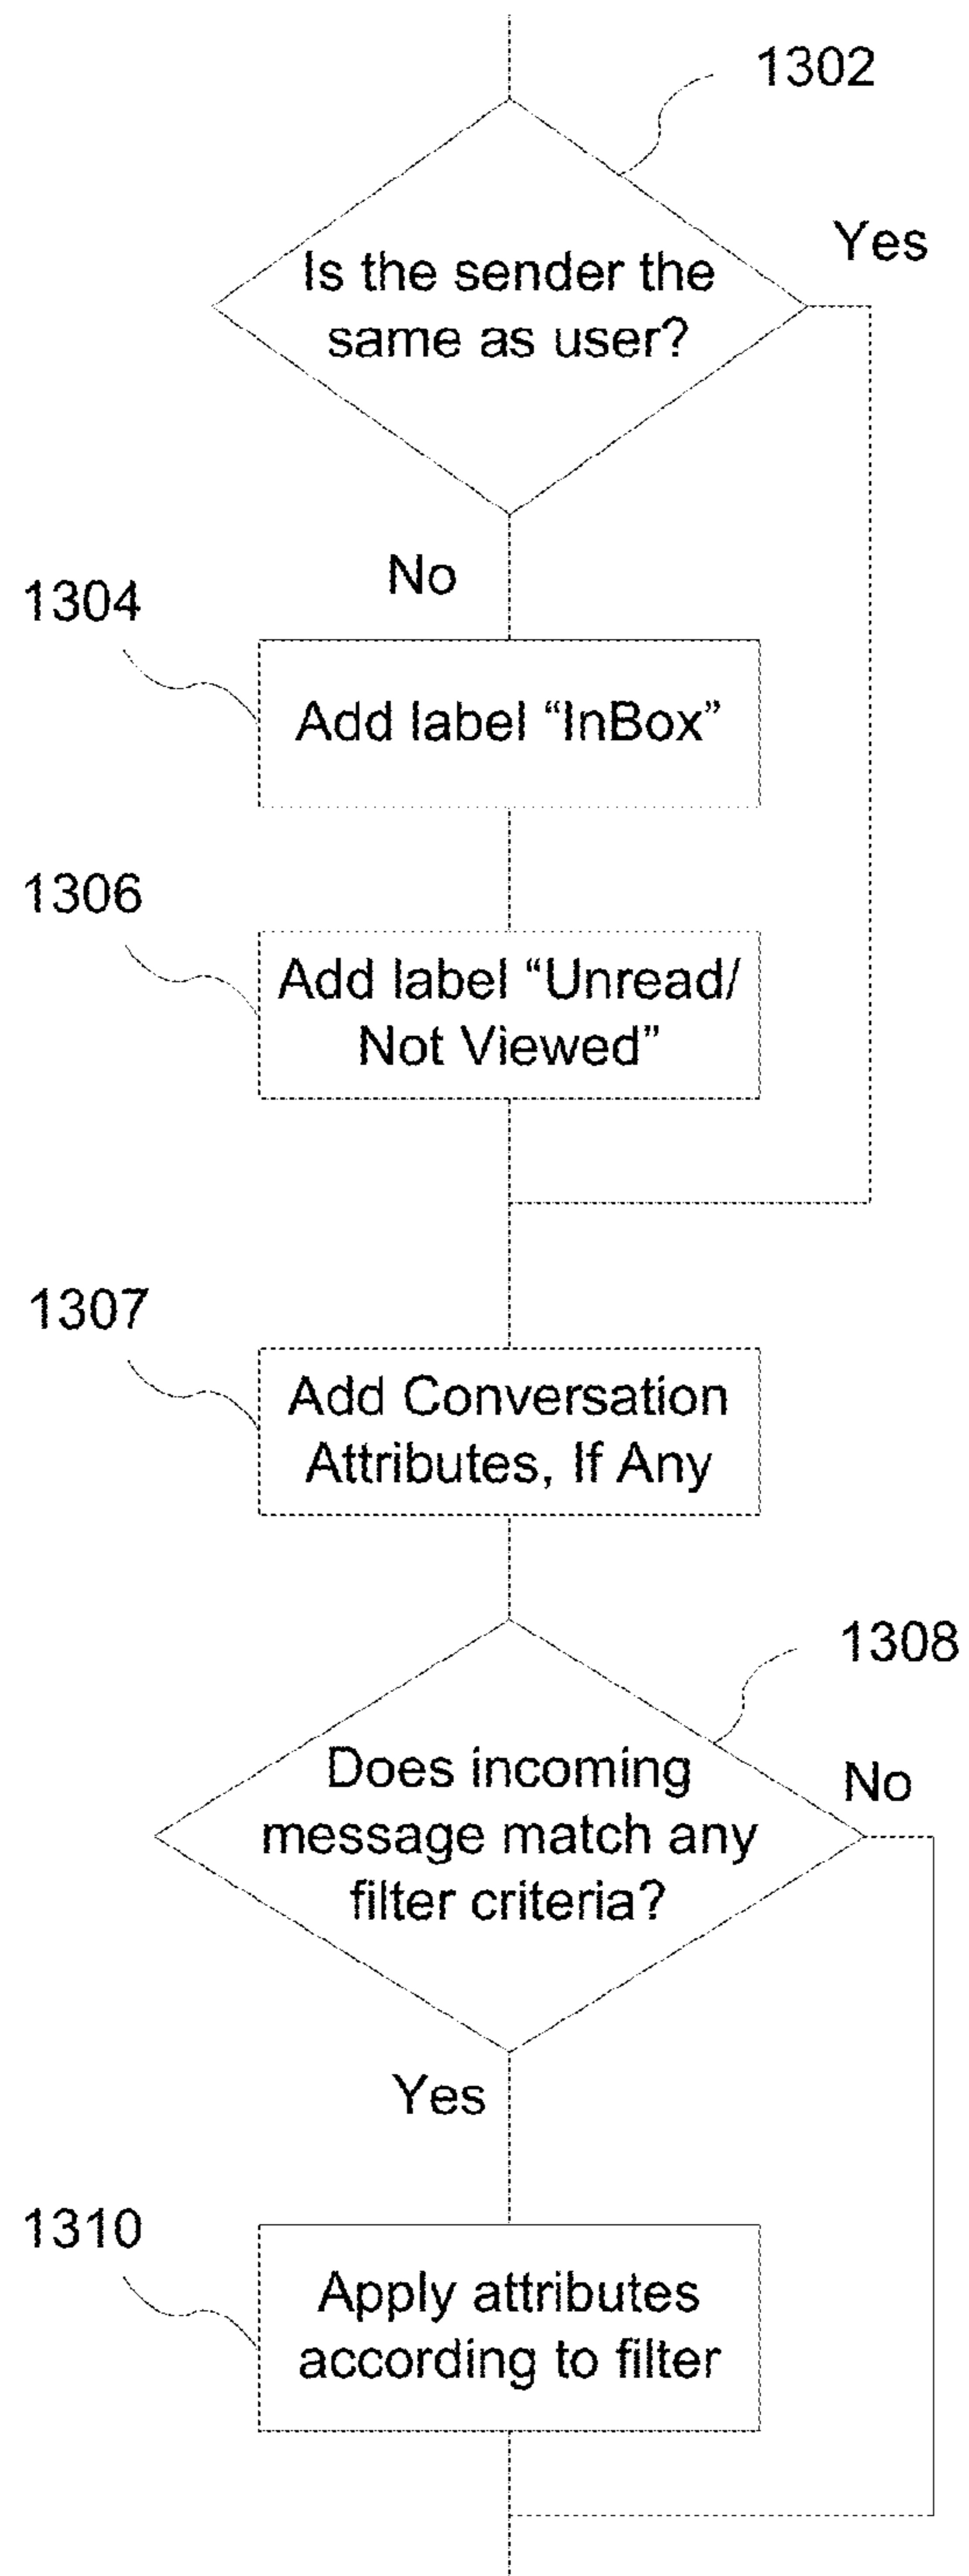 1302
Yes
Is the sender the
same as user?
No
1304
Add label “InBox”
1306
Add label “Unread/
Not Viewed”
1307
Add Conversation
Attributes, If Any
1308
No
Does incoming
message match any
filter criteria?
Yes
1310
Apply attributes
according to filter